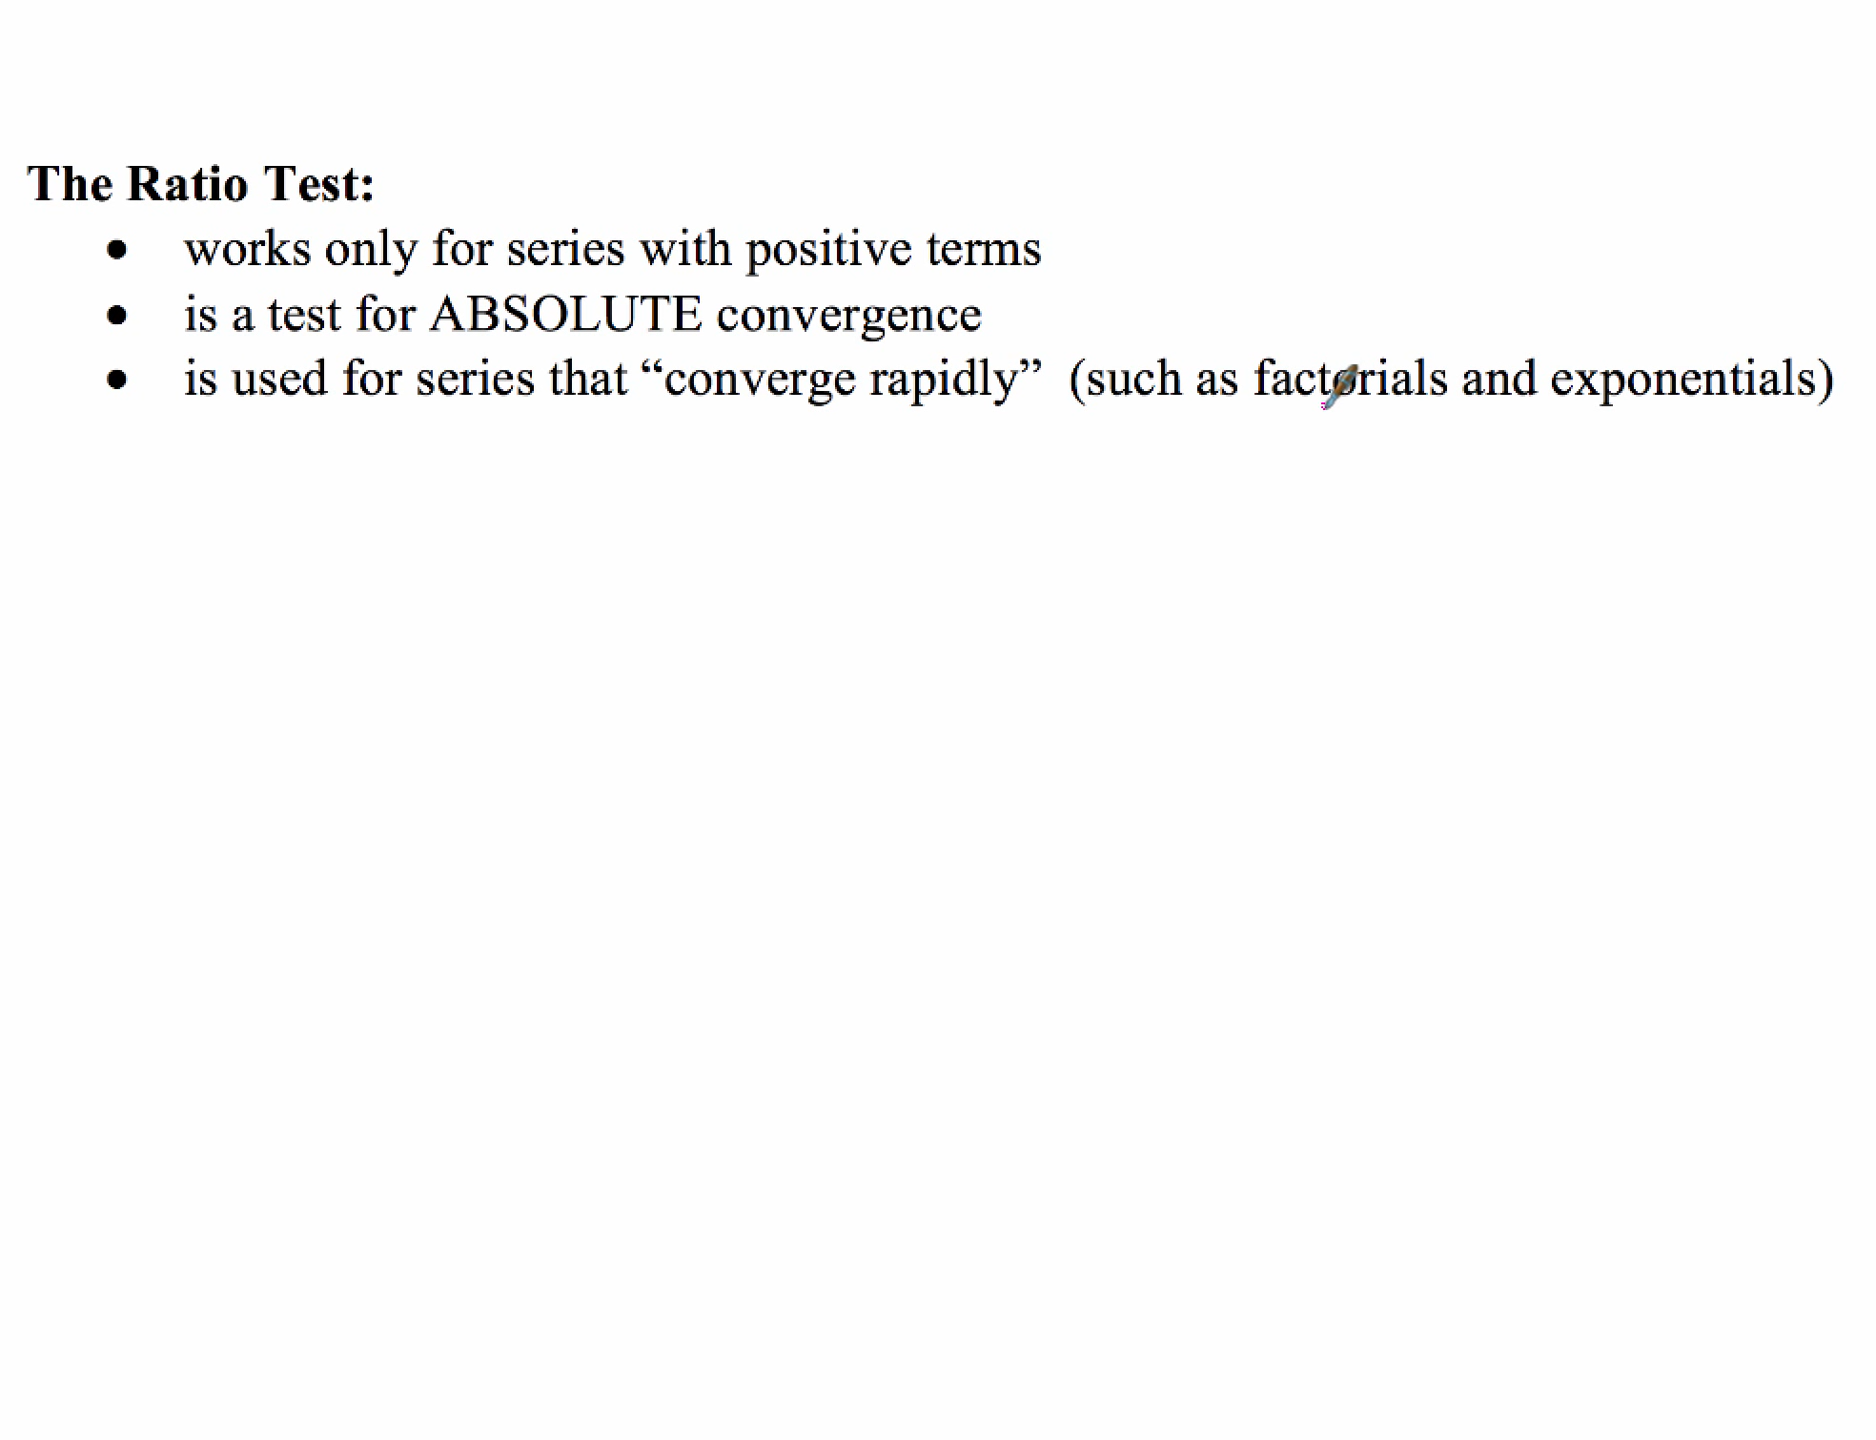 The Ratio Test:
• works only for series with positive terms
• is a test for ABSOLUTE convergence
• is used for series that “converge rapidly” (such as factorials and exponentials)